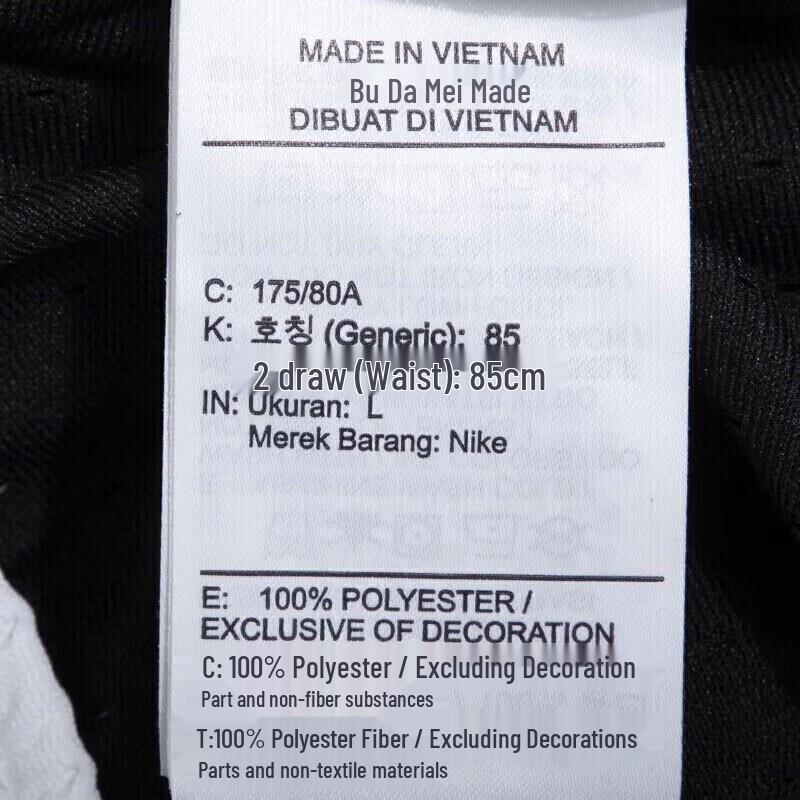 MADE IN VIETNAM
Bu Da Mei Made
DIBUAT DI VIETNAM
C: 175/80A
K: 호칭 (Generic): 85
2 draw (Waist): 85cm
IN: Ukuran: L
Merek Barang: Nike
E: 100% POLYESTER /
EXCLUSIVE OF DECORATION
C: 100% Polyester / Excluding Decoration
Part and non-fiber substances
T:100% Polyester Fiber / Excluding Decorations
Parts and non-textile materials